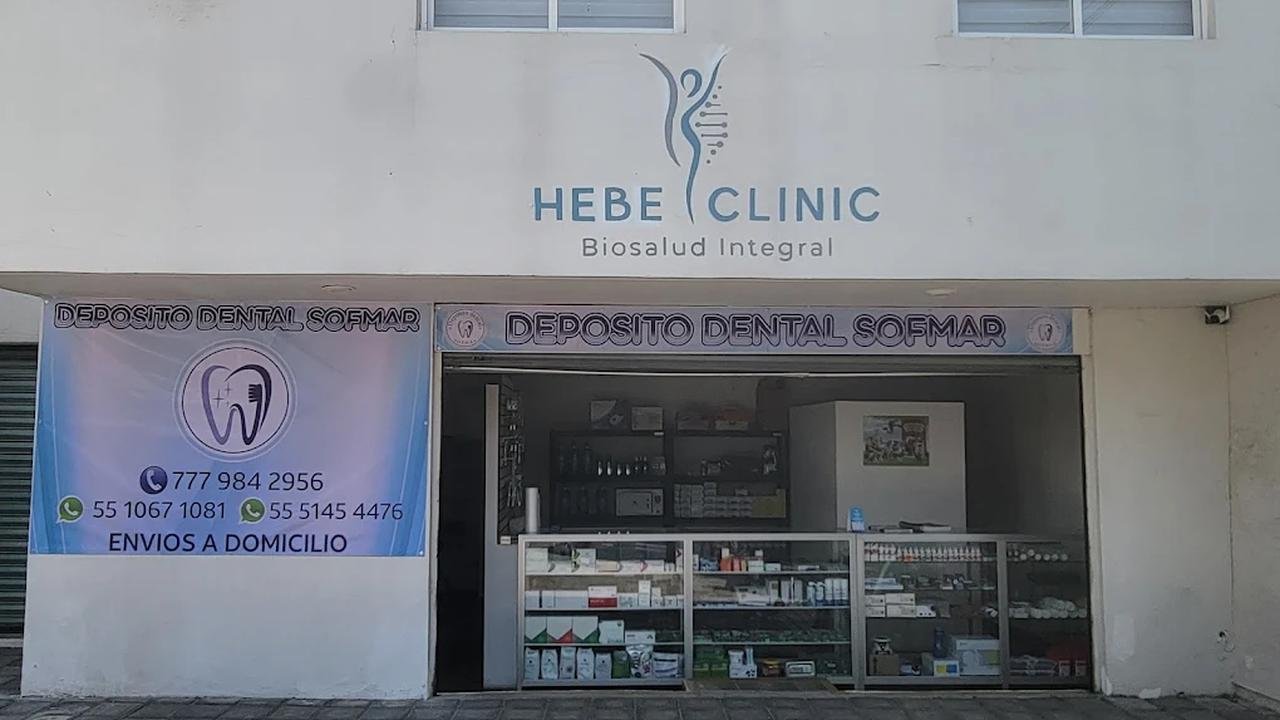 HEBE CLINIC
Biosalud Integral
DEPOSITO DENTAL SOFMAR
777 984 2956
55 1067 1081 55 5145 4476
ENVIOS A DOMICILIO
DEPOSITO DENTAL SOFMAR